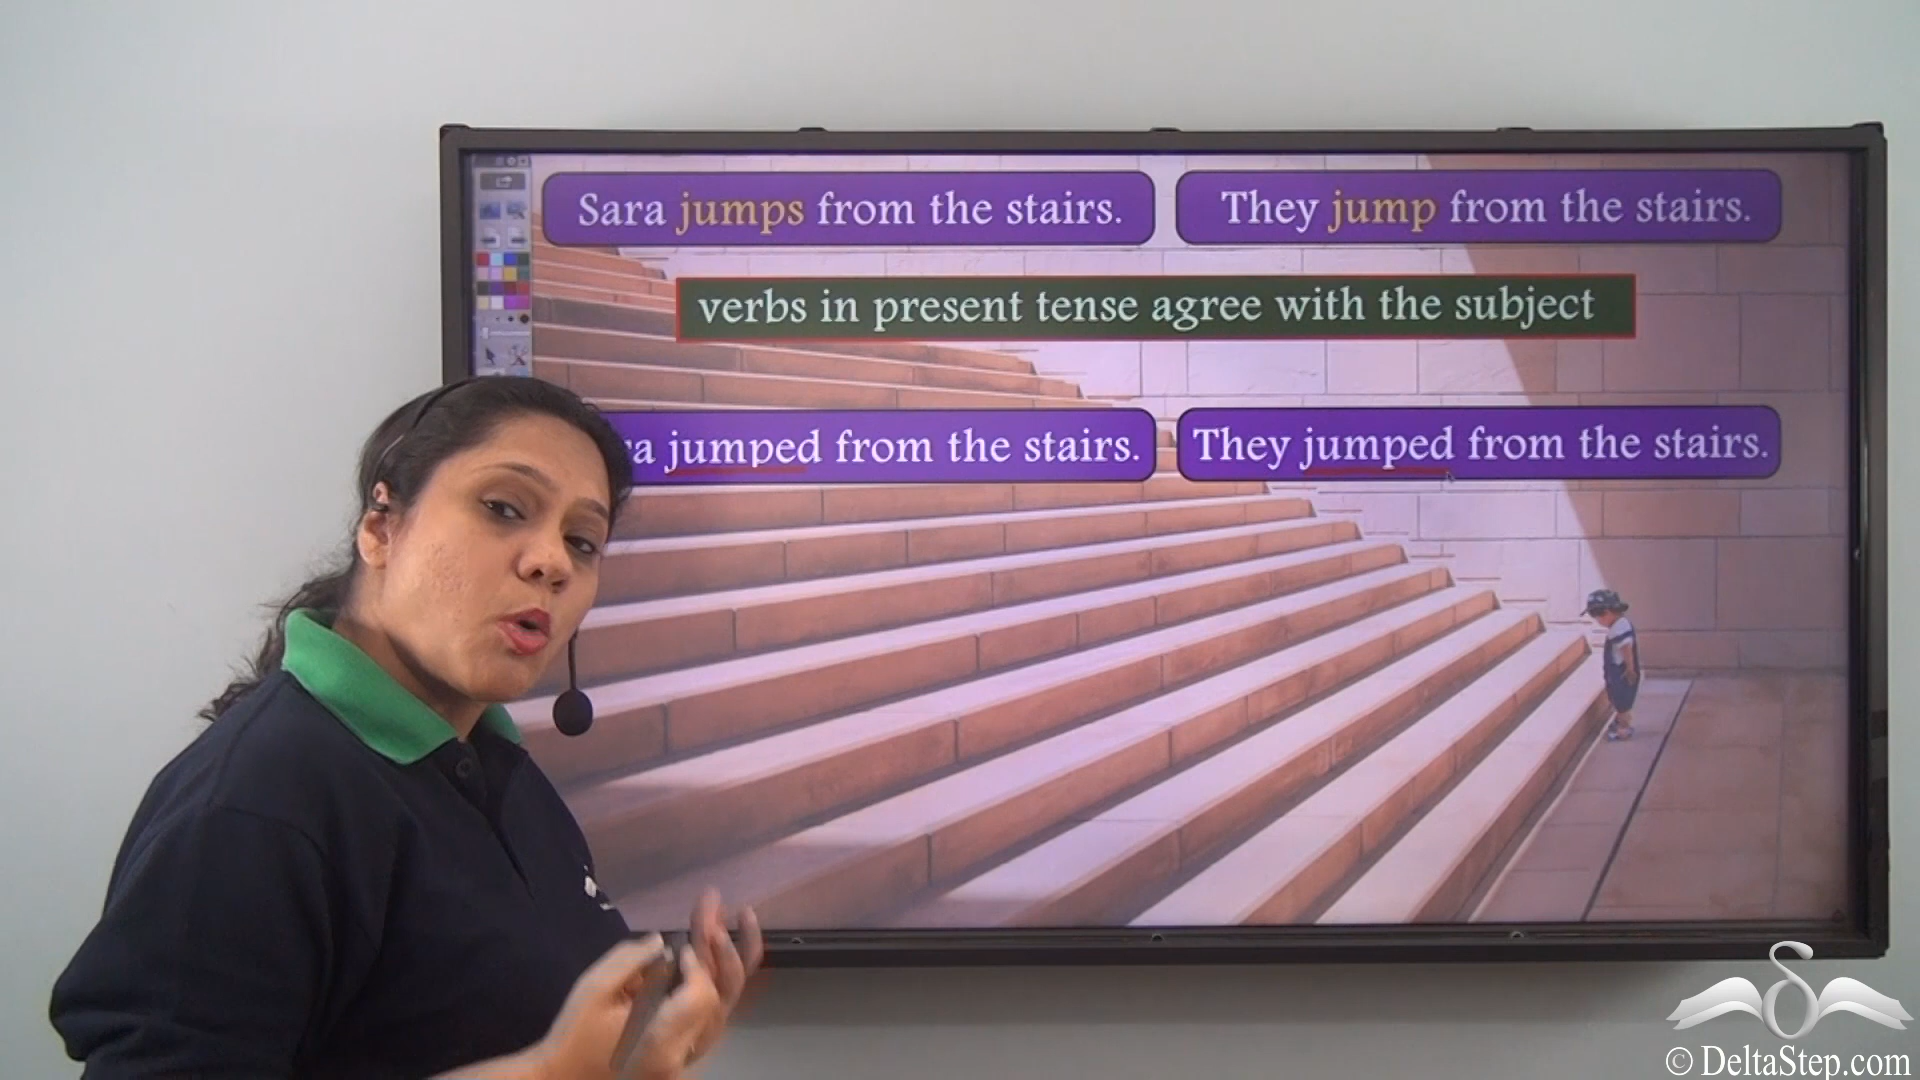 Sara jumps from the stairs.
They jump from the stairs.
verbs in present tense agree with the subject
ra jumped from the stairs.
They jumped from the stairs.
© DeltaStep.com